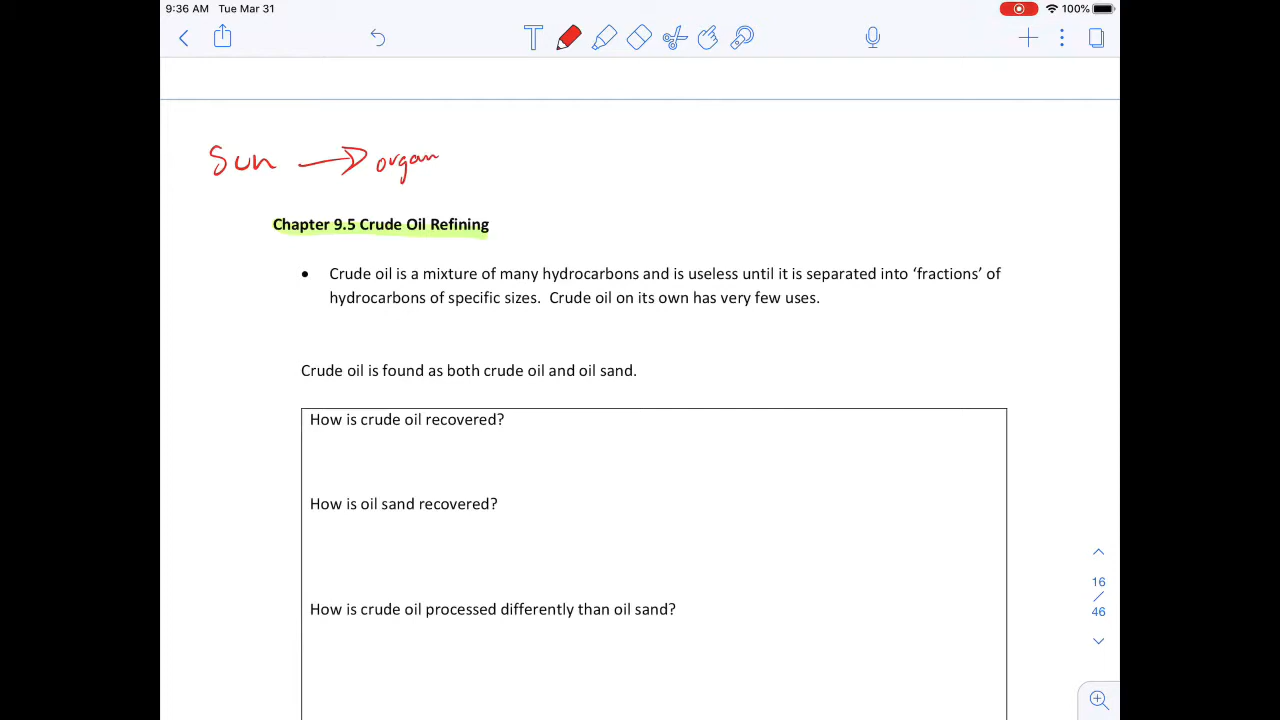 9:36 AM Tue Mar 31
100%
T
Sun → organ
Chapter 9.5 Crude Oil Refining
• Crude oil is a mixture of many hydrocarbons and is useless until it is separated into ‘fractions’ of
hydrocarbons of specific sizes. Crude oil on its own has very few uses.
Crude oil is found as both crude oil and oil sand.
How is crude oil recovered?
How is oil sand recovered?
How is crude oil processed differently than oil sand?
16
/
46